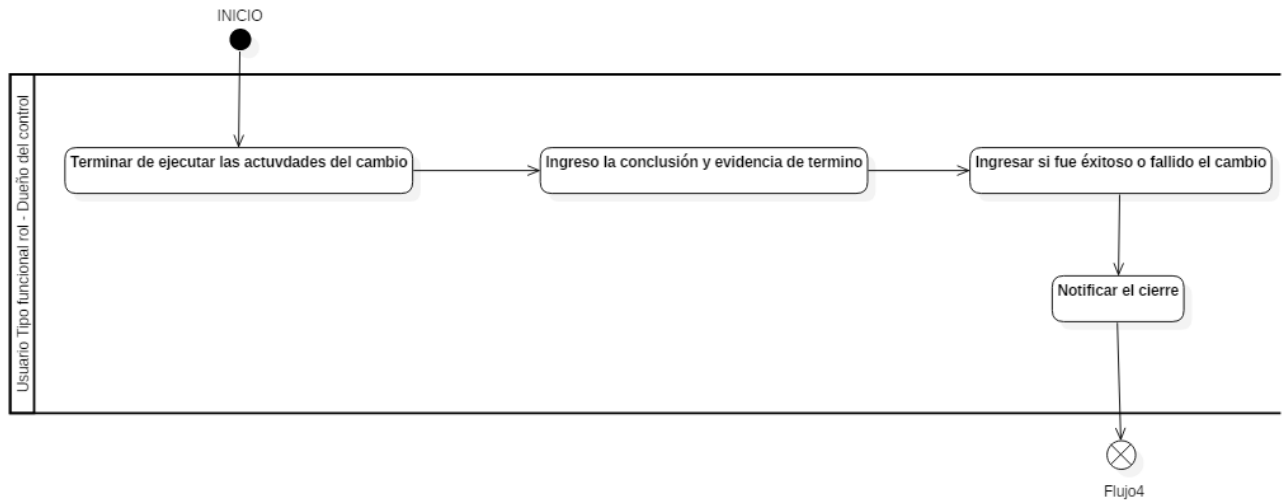 INICIO
Usuario Tipo funcional rol - Dueño del control
Terminar de ejecutar las actuvdades del cambio
Ingreso la conclusión y evidencia de termino
Ingresar si fue éxitoso o fallido el cambio
Notificar el cierre
Flujo4